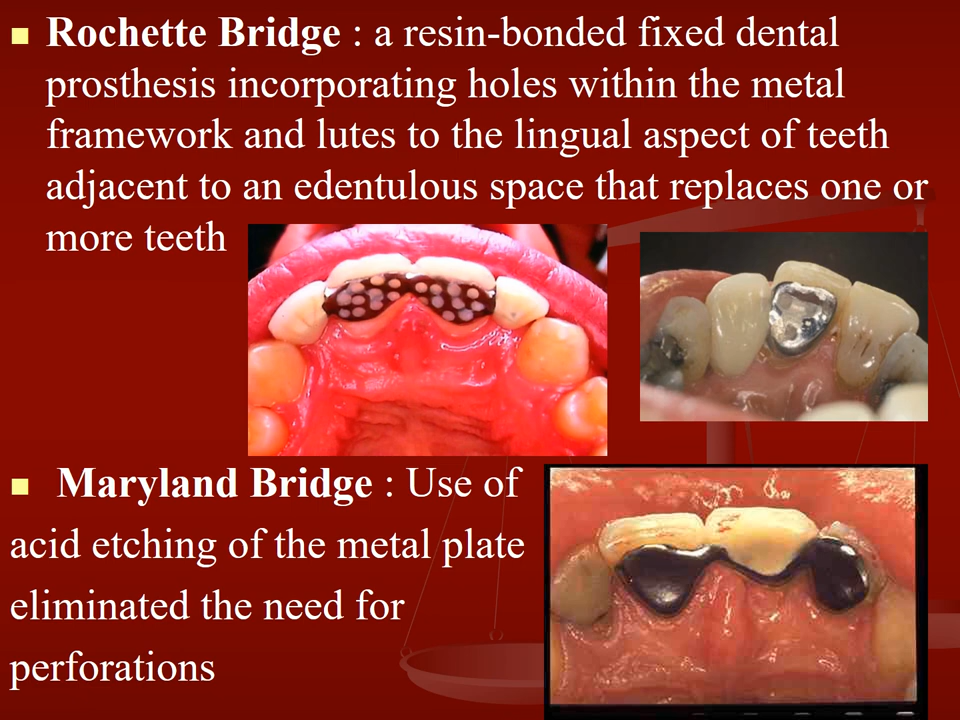 Rochette Bridge : a resin-bonded fixed dental
prosthesis incorporating holes within the metal
framework and lutes to the lingual aspect of teeth
adjacent to an edentulous space that replaces one or
more teeth
Maryland Bridge : Use of
acid etching of the metal plate
eliminated the need for
perforations